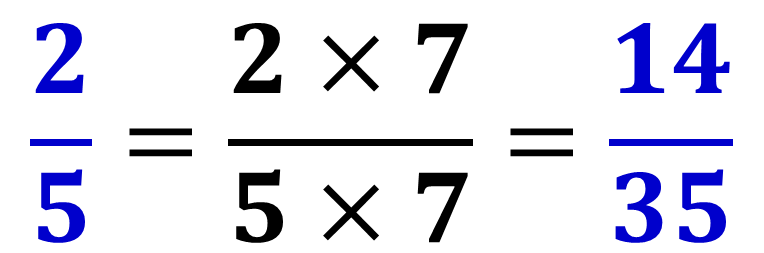 2/5 = (2 × 7)/(5 × 7) = 14/35